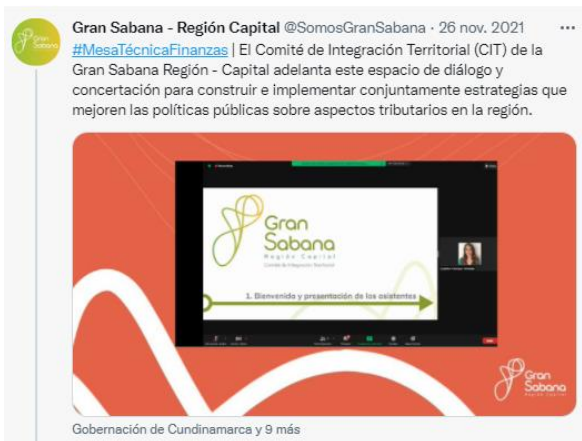 Gran Sabana - Región Capital @SomosGranSabana · 26 nov. 2021 ···
#MesaTécnicaFinanzas | El Comité de Integración Territorial (CIT) de la
Gran Sabana Región - Capital adelanta este espacio de diálogo y
concertación para construir e implementar conjuntamente estrategias que
mejoren las políticas públicas sobre aspectos tributarios en la región.
Gran
Sabana
Región Capital
Comité de Integración Territorial
1. Bienvenida y presentación de los asistentes
Gran
Sabana
Región Capital
Gobernación de Cundinamarca y 9 más